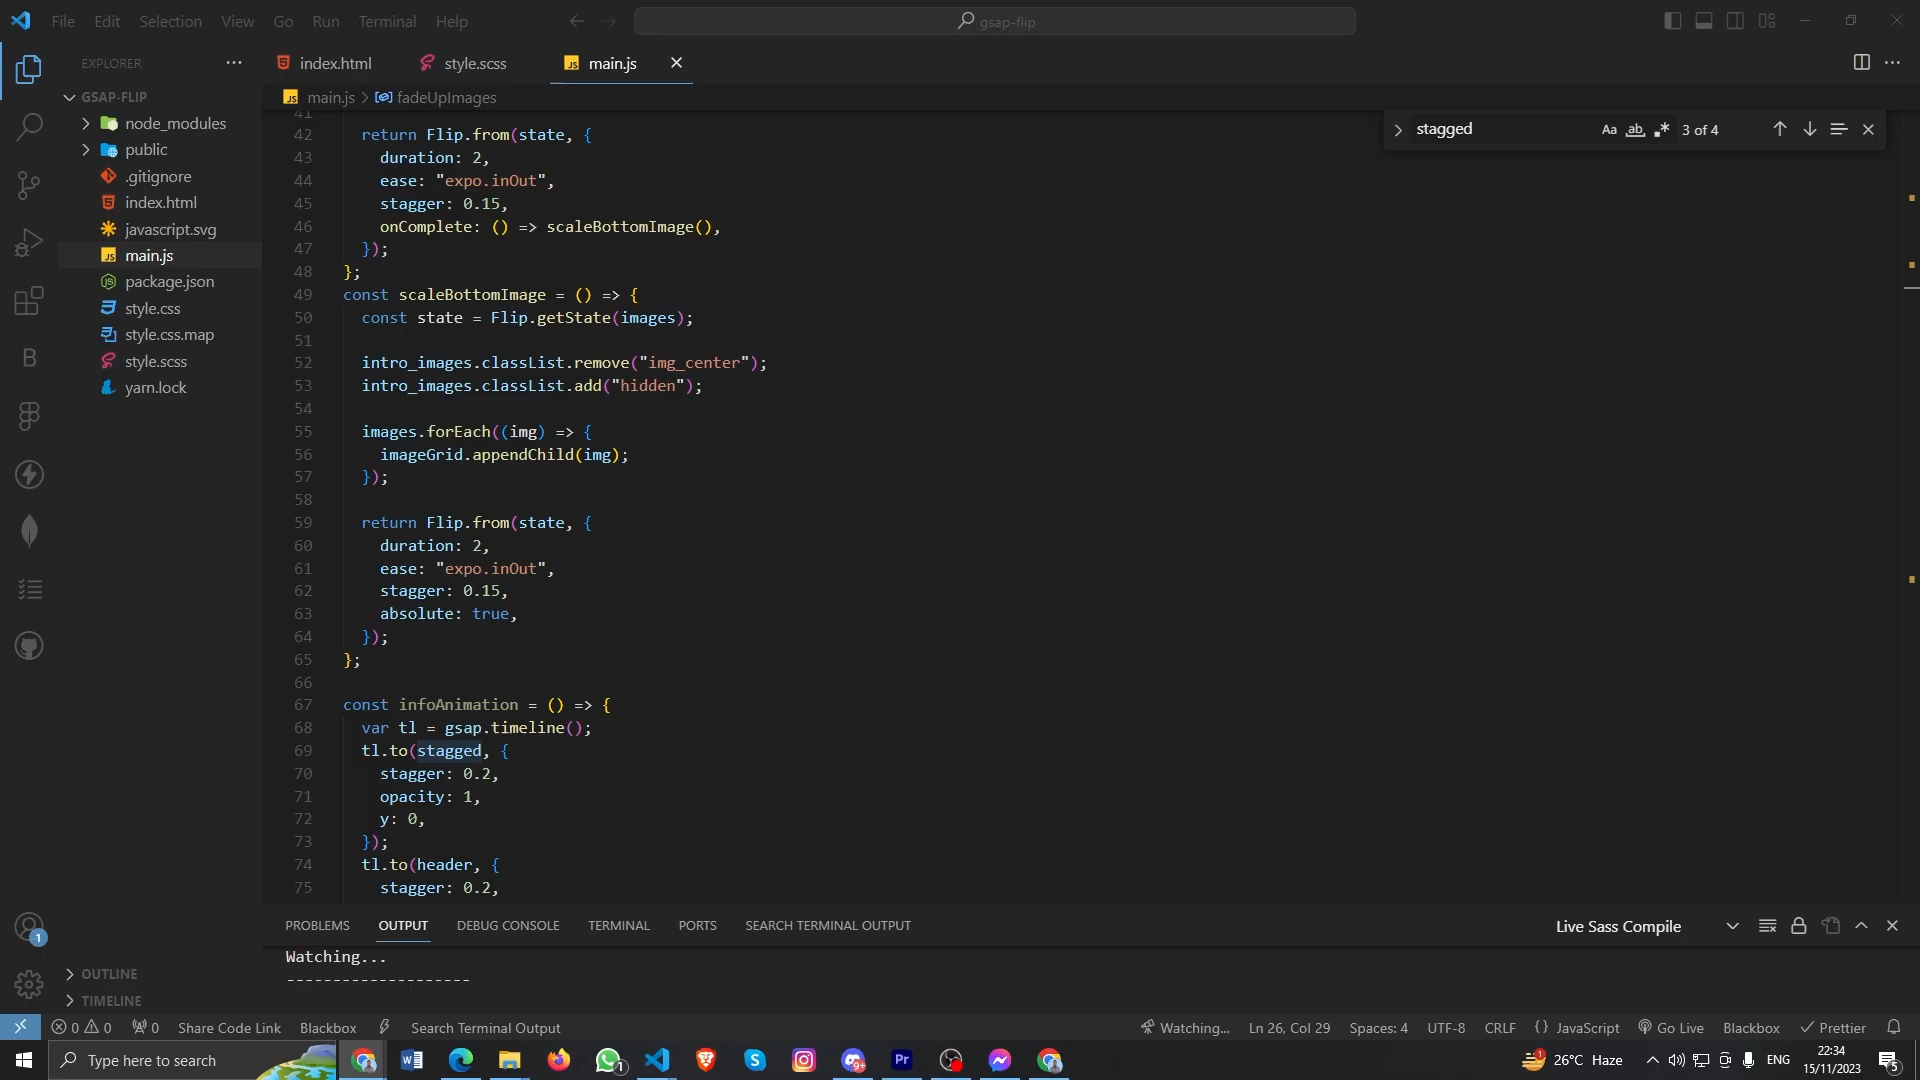 File Edit Selection View Go Run Terminal Help
gsap-flip
EXPLORER
index.html
style.scss
main.js
main.js > fadeUpImages
GSAP-FLIP
node_modules
public
.gitignore
index.html
javascript.svg
main.js
package.json
style.css
style.css.map
style.scss
yarn.lock
OUTLINE
TIMELINE
stagged
Aa ab .* 3 of 4
41
42 return Flip.from(state, {
43 duration: 2,
44 ease: "expo.inOut",
45 stagger: 0.15,
46 onComplete: () => scaleBottomImage(),
47 });
48 };
49 const scaleBottomImage = () => {
50 const state = Flip.getState(images);
51
52 intro_images.classList.remove("img_center");
53 intro_images.classList.add("hidden");
54
55 images.forEach((img) => {
56 imageGrid.appendChild(img);
57 });
58
59 return Flip.from(state, {
60 duration: 2,
61 ease: "expo.inOut",
62 stagger: 0.15,
63 absolute: true,
64 });
65 };
66
67 const infoAnimation = () => {
68 var tl = gsap.timeline();
69 tl.to(stagged, {
70 stagger: 0.2,
71 opacity: 1,
72 y: 0,
73 });
74 tl.to(header, {
75 stagger: 0.2,
PROBLEMS OUTPUT DEBUG CONSOLE TERMINAL PORTS SEARCH TERMINAL OUTPUT
Live Sass Compile
Watching...
--------------------
1
0 0 0 Share Code Link Blackbox Search Terminal Output
Watching... Ln 26, Col 29 Spaces: 4 UTF-8 CRLF {} JavaScript Go Live Blackbox Prettier
Type here to search
1
9+
Pr
1
26°C Haze
ENG
22:34
15/11/2023
5